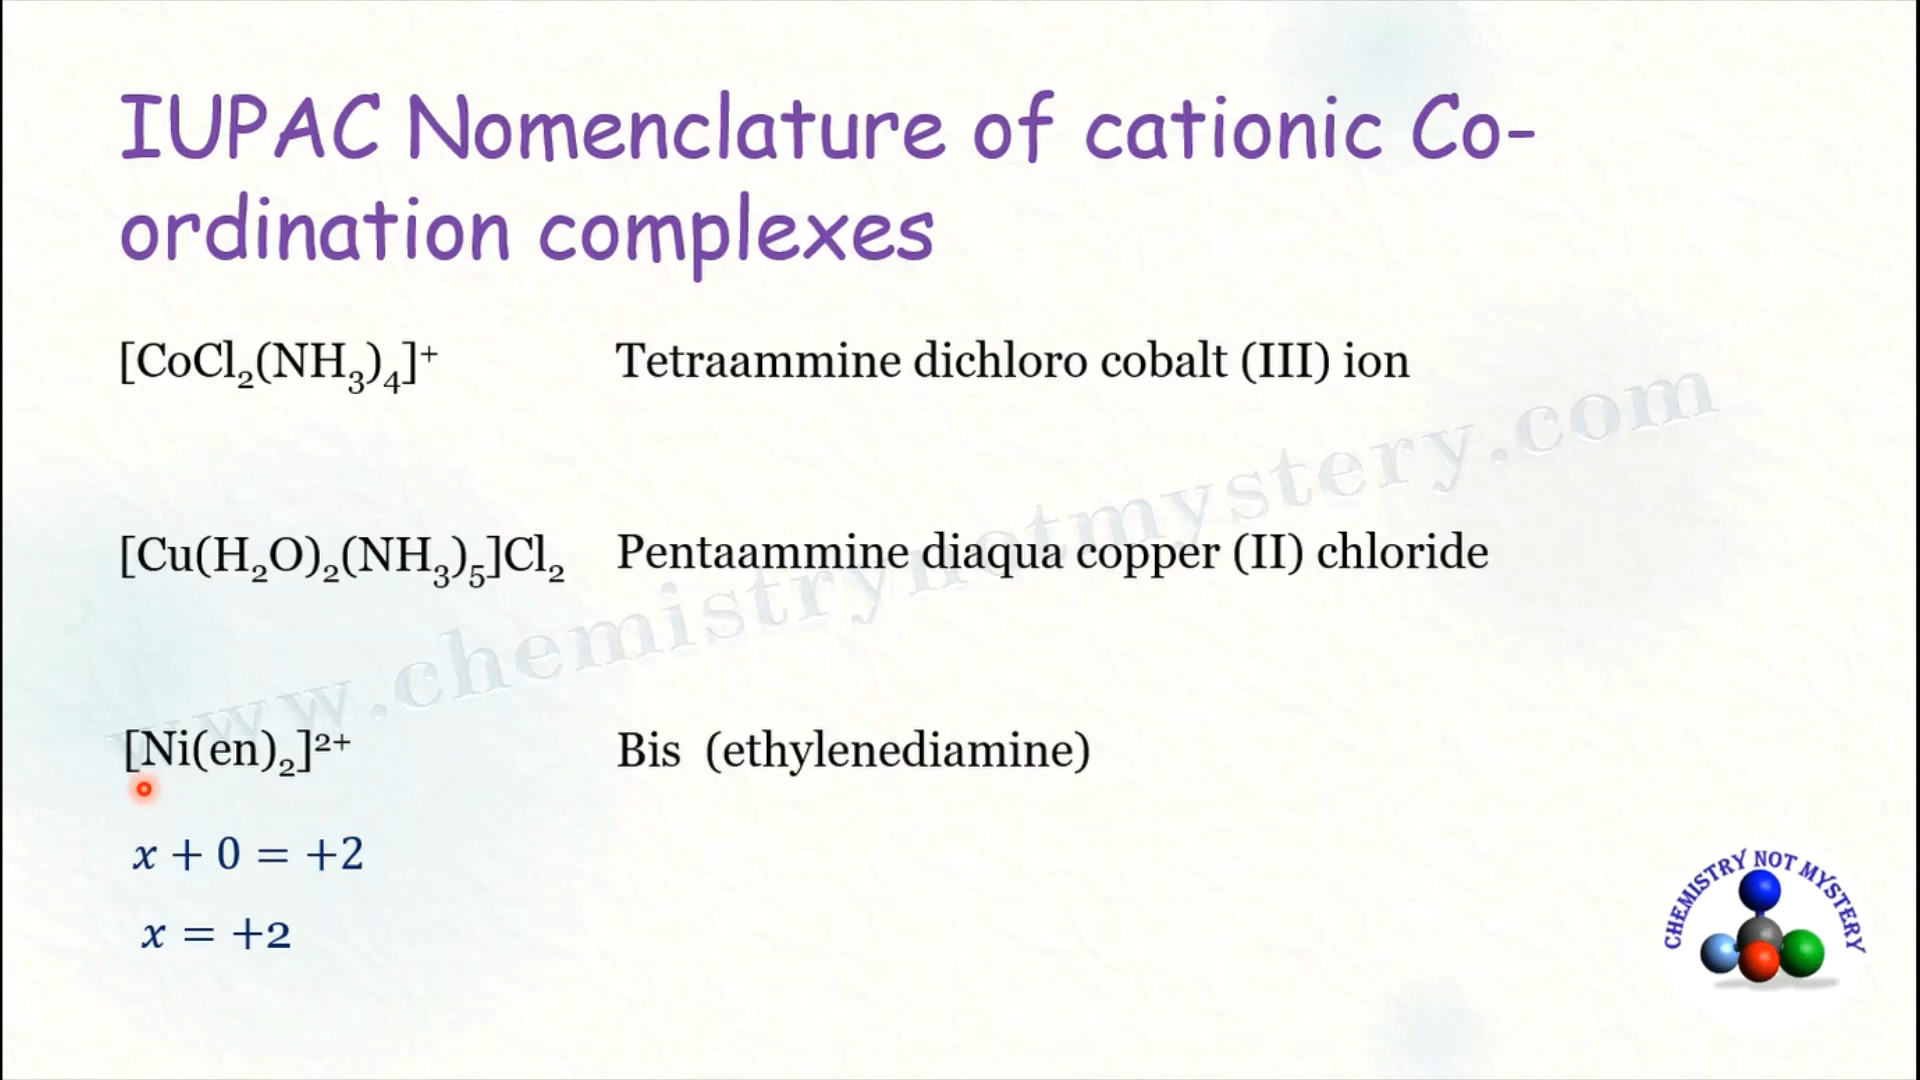 IUPAC Nomenclature of cationic Co-
ordination complexes
[CoCl₂(NH₃)₄]⁺ Tetraammine dichloro cobalt (III) ion
[Cu(H₂O)₂(NH₃)₅]Cl₂ Pentaammine diaqua copper (II) chloride
www.chemistrynotmystery.com
[Ni(en)₂]²⁺ Bis (ethylenediamine)
x + 0 = +2
x = +2
CHEMISTRY NOT MYSTERY